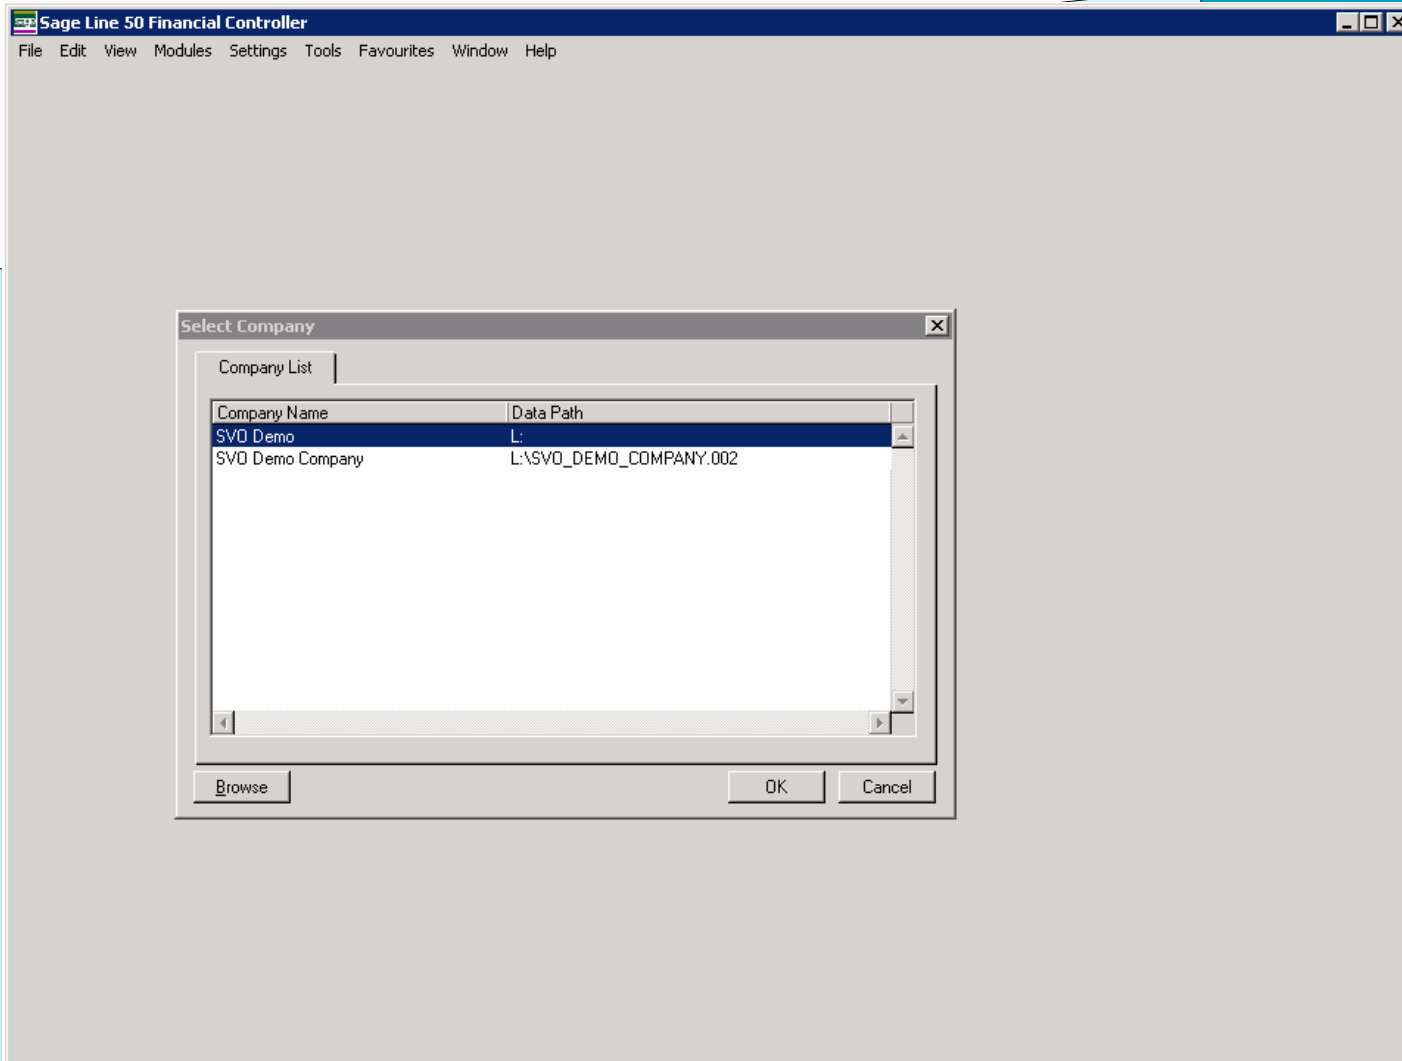 Sage Line 50 Financial Controller
File Edit View Modules Settings Tools Favourites Window Help
Select Company
Company List
Company Name Data Path
SVO Demo L:
SVO Demo Company L:\SVO_DEMO_COMPANY.002
Browse OK Cancel